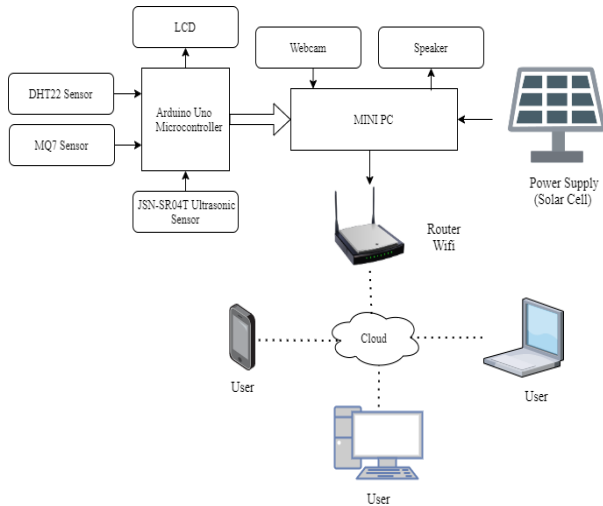 LCD
Webcam
Speaker
DHT22 Sensor
Arduino Uno
Microcontroller
MINI PC
MQ7 Sensor
Power Supply
(Solar Cell)
JSN-SR04T Ultrasonic
Sensor
Router
Wifi
Cloud
User
User
User